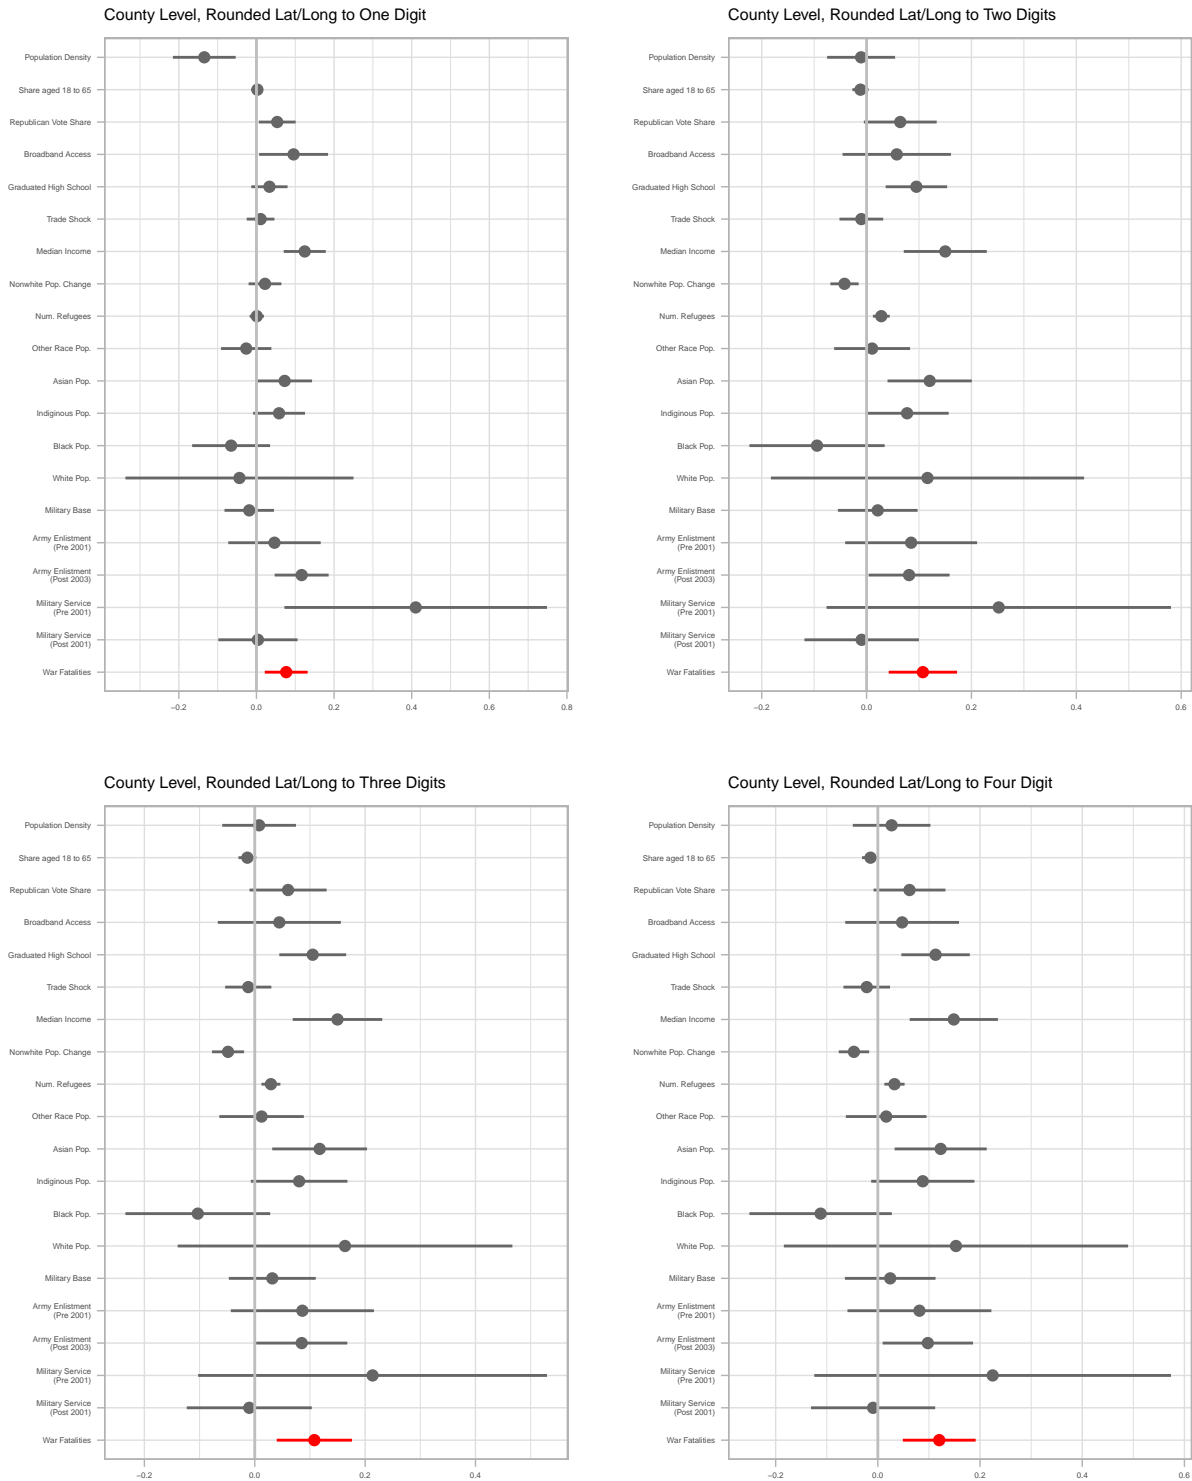 County Level, Rounded Lat/Long to One Digit
Population Density
Share aged 18 to 65
Republican Vote Share
Broadband Access
Graduated High School
Trade Shock
Median Income
Nonwhite Pop. Change
Num. Refugees
Other Race Pop.
Asian Pop.
Indiginous Pop.
Black Pop.
White Pop.
Military Base
Army Enlistment
(Pre 2001)
Army Enlistment
(Post 2003)
Military Service
(Pre 2001)
Military Service
(Post 2001)
War Fatalities
−0.2 0.0 0.2 0.4 0.6 0.8
County Level, Rounded Lat/Long to Two Digits
Population Density
Share aged 18 to 65
Republican Vote Share
Broadband Access
Graduated High School
Trade Shock
Median Income
Nonwhite Pop. Change
Num. Refugees
Other Race Pop.
Asian Pop.
Indiginous Pop.
Black Pop.
White Pop.
Military Base
Army Enlistment
(Pre 2001)
Army Enlistment
(Post 2003)
Military Service
(Pre 2001)
Military Service
(Post 2001)
War Fatalities
−0.2 0.0 0.2 0.4 0.6
County Level, Rounded Lat/Long to Three Digits
Population Density
Share aged 18 to 65
Republican Vote Share
Broadband Access
Graduated High School
Trade Shock
Median Income
Nonwhite Pop. Change
Num. Refugees
Other Race Pop.
Asian Pop.
Indiginous Pop.
Black Pop.
White Pop.
Military Base
Army Enlistment
(Pre 2001)
Army Enlistment
(Post 2003)
Military Service
(Pre 2001)
Military Service
(Post 2001)
War Fatalities
−0.2 0.0 0.2 0.4
County Level, Rounded Lat/Long to Four Digit
Population Density
Share aged 18 to 65
Republican Vote Share
Broadband Access
Graduated High School
Trade Shock
Median Income
Nonwhite Pop. Change
Num. Refugees
Other Race Pop.
Asian Pop.
Indiginous Pop.
Black Pop.
White Pop.
Military Base
Army Enlistment
(Pre 2001)
Army Enlistment
(Post 2003)
Military Service
(Pre 2001)
Military Service
(Post 2001)
War Fatalities
−0.2 0.0 0.2 0.4 0.6